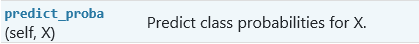 predict_proba
(self, X)
Predict class probabilities for X.